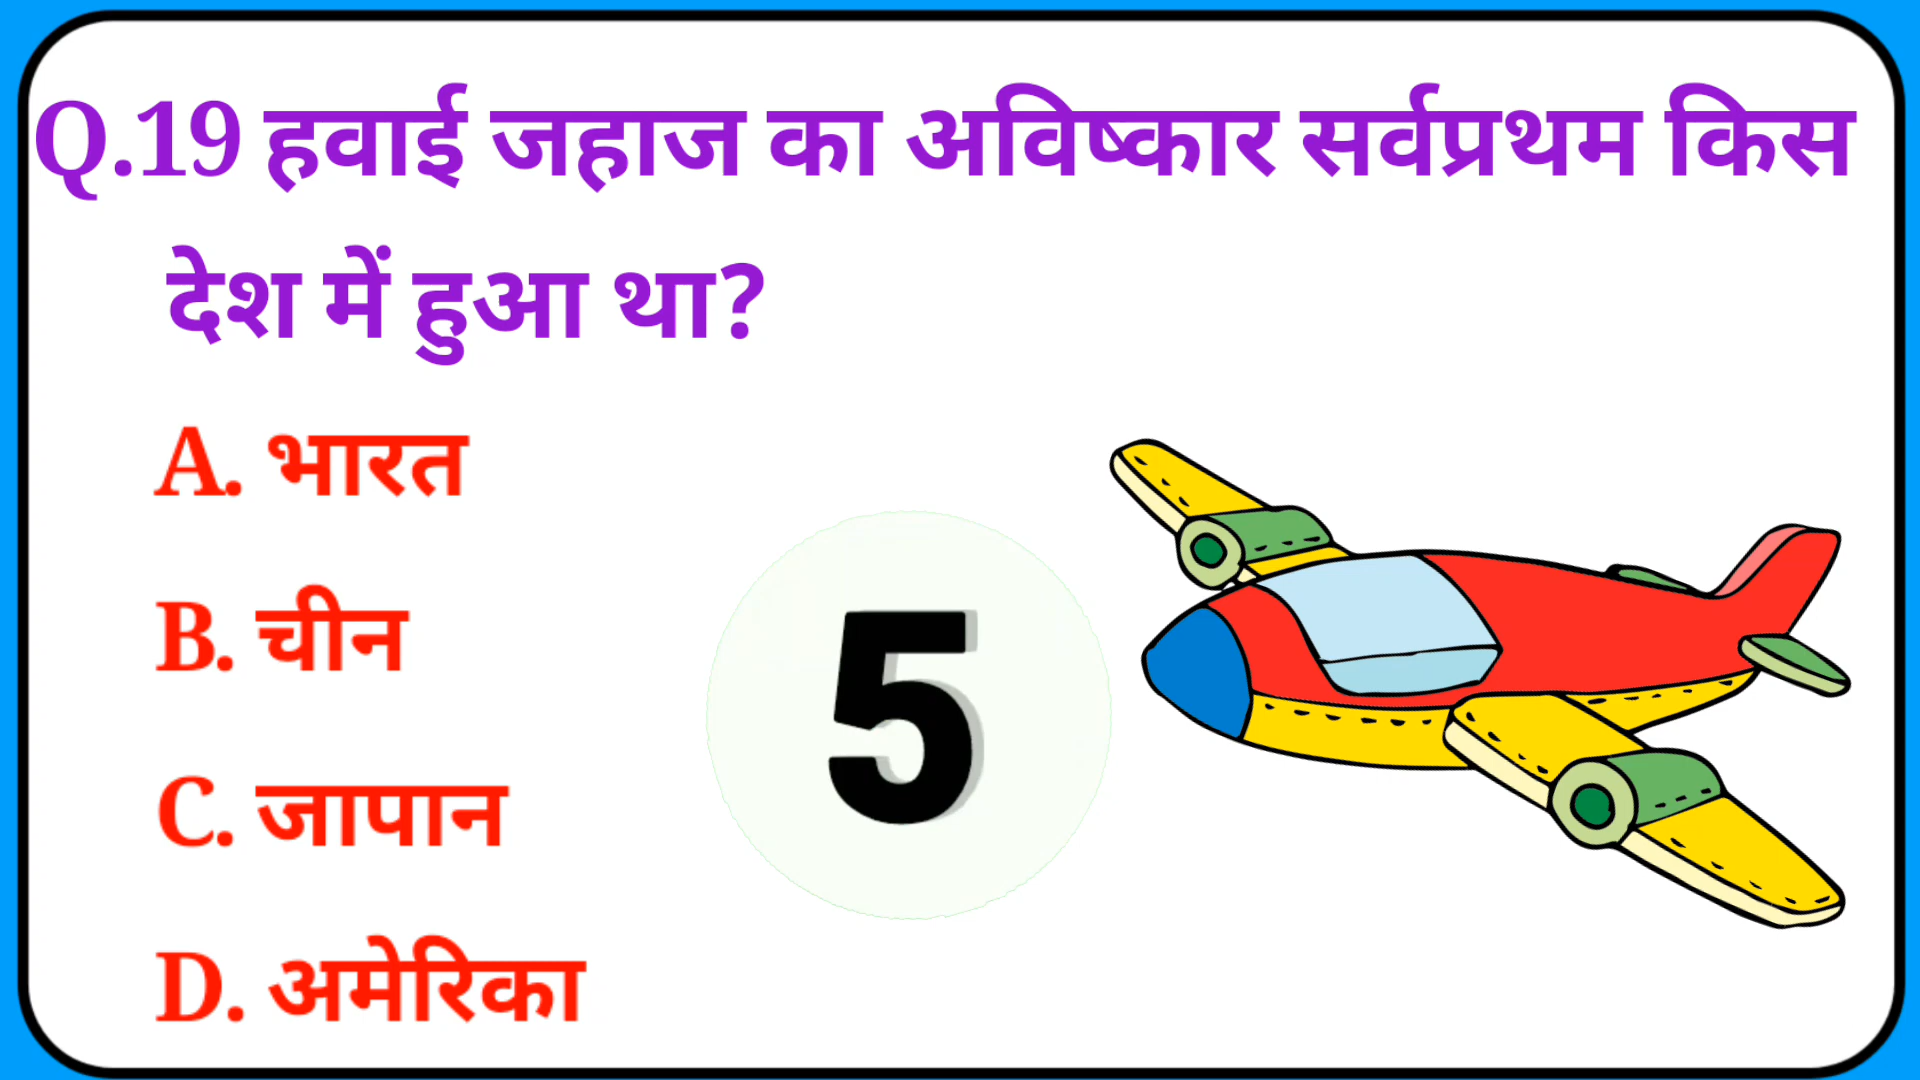 Q.19 हवाई जहाज का अविष्कार सर्वप्रथम किस
देश में हुआ था?
A. भारत
B. चीन
5
C. जापान
D. अमेरिका